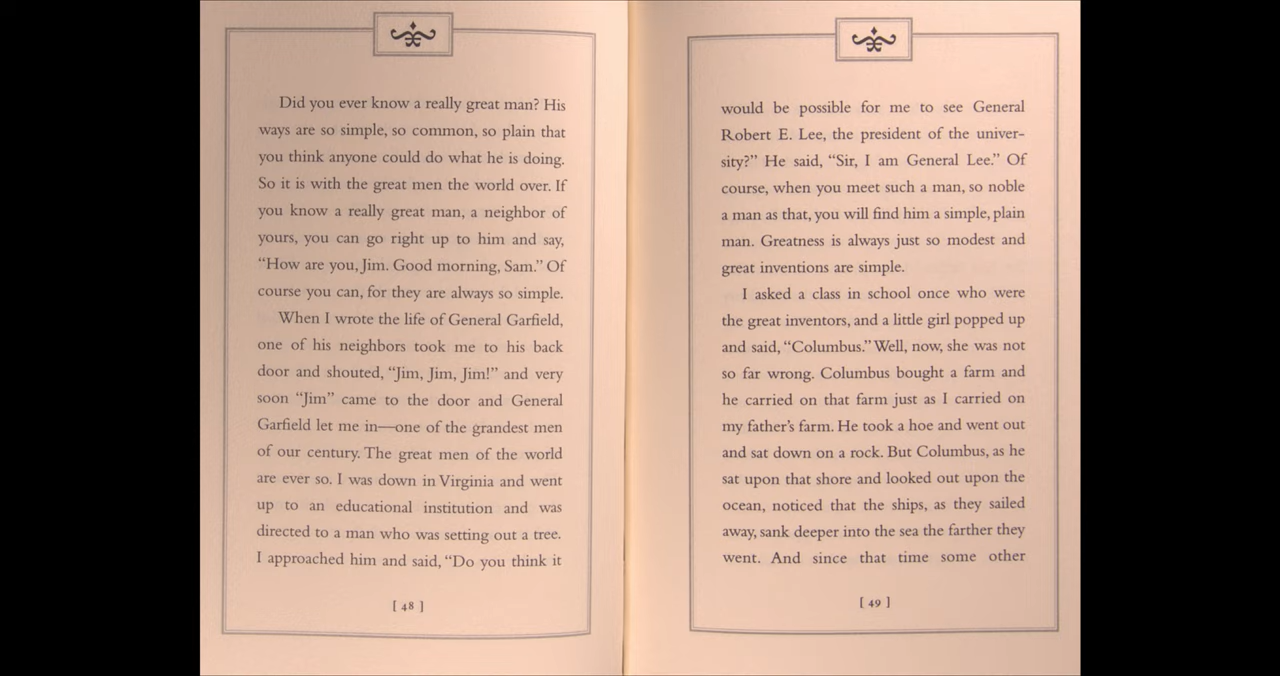 Did you ever know a really great man? His
ways are so simple, so common, so plain that
you think anyone could do what he is doing.
So it is with the great men the world over. If
you know a really great man, a neighbor of
yours, you can go right up to him and say,
“How are you, Jim. Good morning, Sam.” Of
course you can, for they are always so simple.
When I wrote the life of General Garfield,
one of his neighbors took me to his back
door and shouted, “Jim, Jim, Jim!” and very
soon “Jim” came to the door and General
Garfield let me in—one of the grandest men
of our century. The great men of the world
are ever so. I was down in Virginia and went
up to an educational institution and was
directed to a man who was setting out a tree.
I approached him and said, “Do you think it
[ 48 ]
would be possible for me to see General
Robert E. Lee, the president of the univer-
sity?” He said, “Sir, I am General Lee.” Of
course, when you meet such a man, so noble
a man as that, you will find him a simple, plain
man. Greatness is always just so modest and
great inventions are simple.
I asked a class in school once who were
the great inventors, and a little girl popped up
and said, “Columbus.” Well, now, she was not
so far wrong. Columbus bought a farm and
he carried on that farm just as I carried on
my father’s farm. He took a hoe and went out
and sat down on a rock. But Columbus, as he
sat upon that shore and looked out upon the
ocean, noticed that the ships, as they sailed
away, sank deeper into the sea the farther they
went. And since that time some other
[ 49 ]